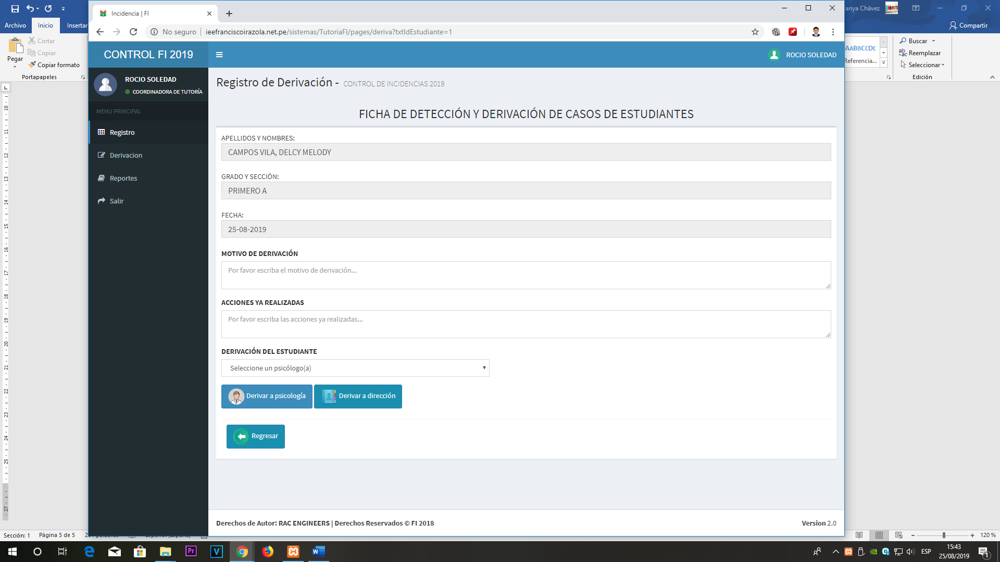 Incidencia | FI
anya Chávez
Archivo
Inicio
Insertar
Compartir
No seguro
ieefranciscoirazola.net.pe/sistemas/TutoriaFI/pages/deriva?txtIdEstudiante=1
Pegar
Cortar
Copiar
Copiar formato
Portapapeles
AABBCCDE
Referencia...
Buscar
Reemplazar
Seleccionar
Edición
CONTROL FI 2019
ROCIO SOLEDAD
ROCIO SOLEDAD
COORDINADORA DE TUTORÍA
MENU PRINCIPAL
Registro
Derivacion
Reportes
Salir
Registro de Derivación - CONTROL DE INCIDENCIAS 2019
FICHA DE DETECCIÓN Y DERIVACIÓN DE CASOS DE ESTUDIANTES
APELLIDOS Y NOMBRES:
CAMPOS VILA, DELCY MELODY
GRADO Y SECCIÓN:
PRIMERO A
FECHA:
25-08-2019
MOTIVO DE DERIVACIÓN
Por favor escriba el motivo de derivación...
ACCIONES YA REALIZADAS
Por favor escriba las acciones ya realizadas...
DERIVACIÓN DEL ESTUDIANTE
Seleccione un psicólogo(a)
Derivar a psicología
Derivar a dirección
Regresar
Derechos de Autor: RAC ENGINEERS | Derechos Reservados © FI 2018
Version 2.0
Sección: 1
Página 5 de 5
120 %
Pr
V
ESP
15:43
25/08/2019
1